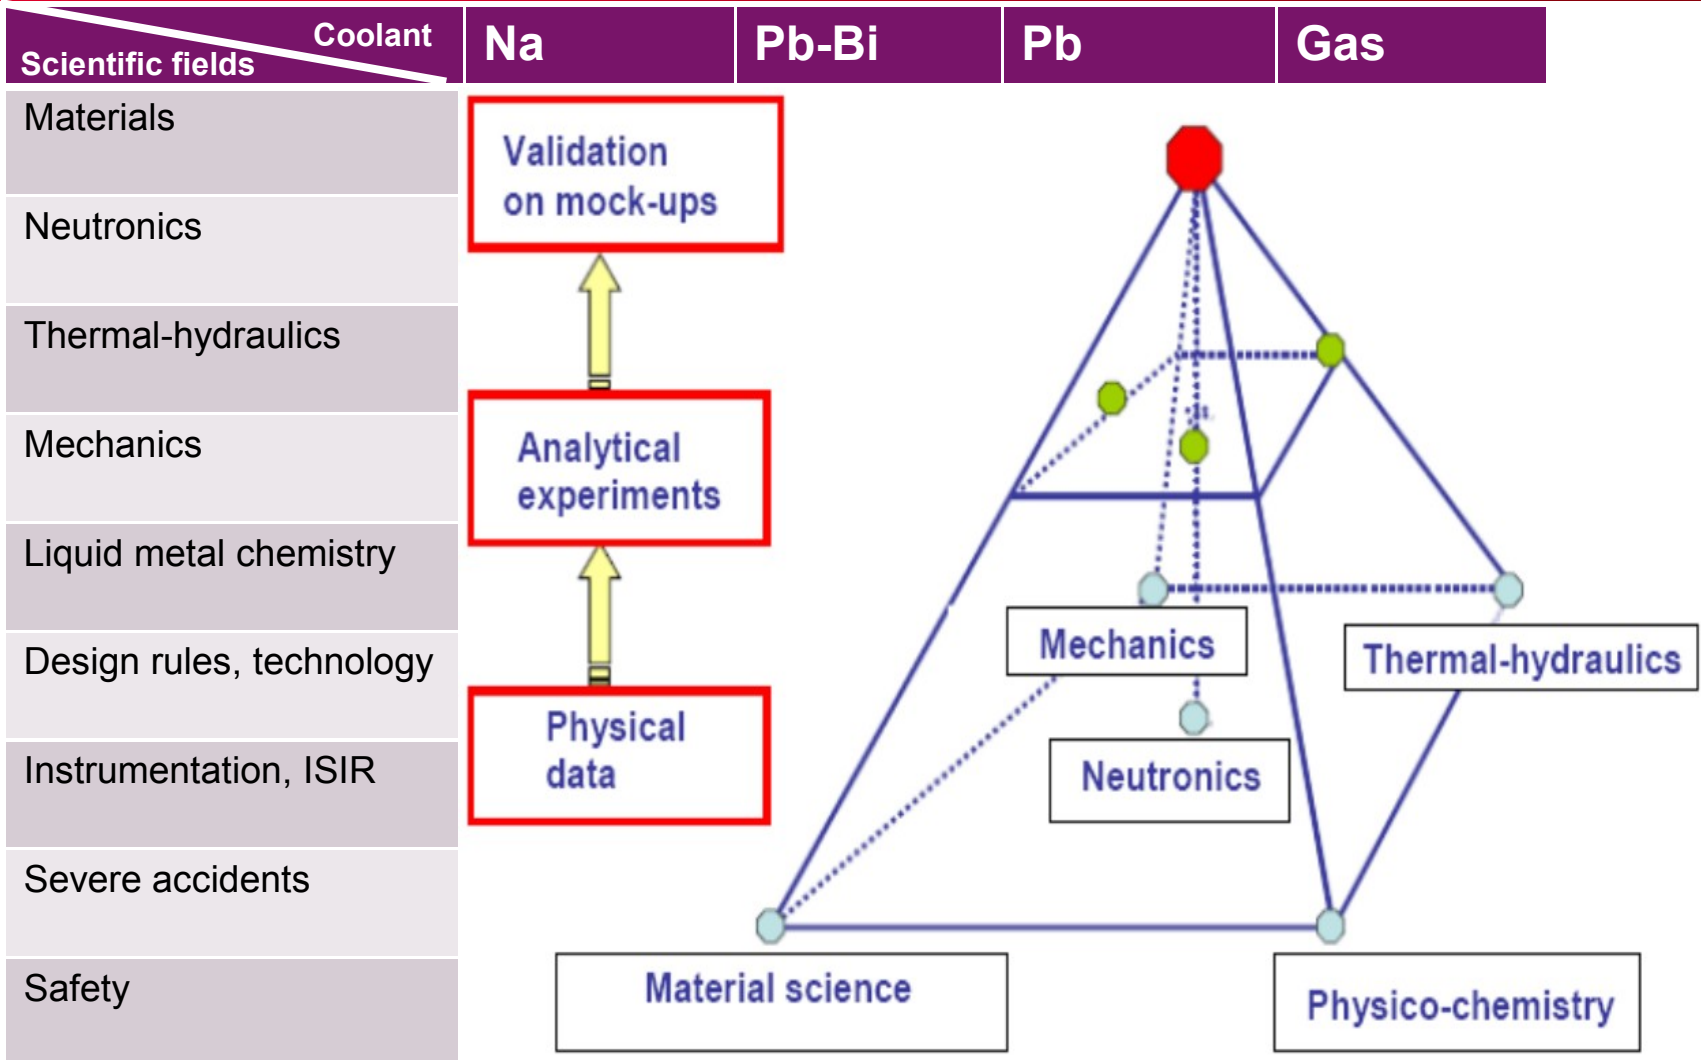 Coolant
Scientific fields
Na
Pb-Bi
Pb
Gas
Materials
Neutronics
Thermal-hydraulics
Mechanics
Liquid metal chemistry
Design rules, technology
Instrumentation, ISIR
Severe accidents
Safety
Validation
on mock-ups
Analytical
experiments
Physical
data
Mechanics
Thermal-hydraulics
Neutronics
Material science
Physico-chemistry